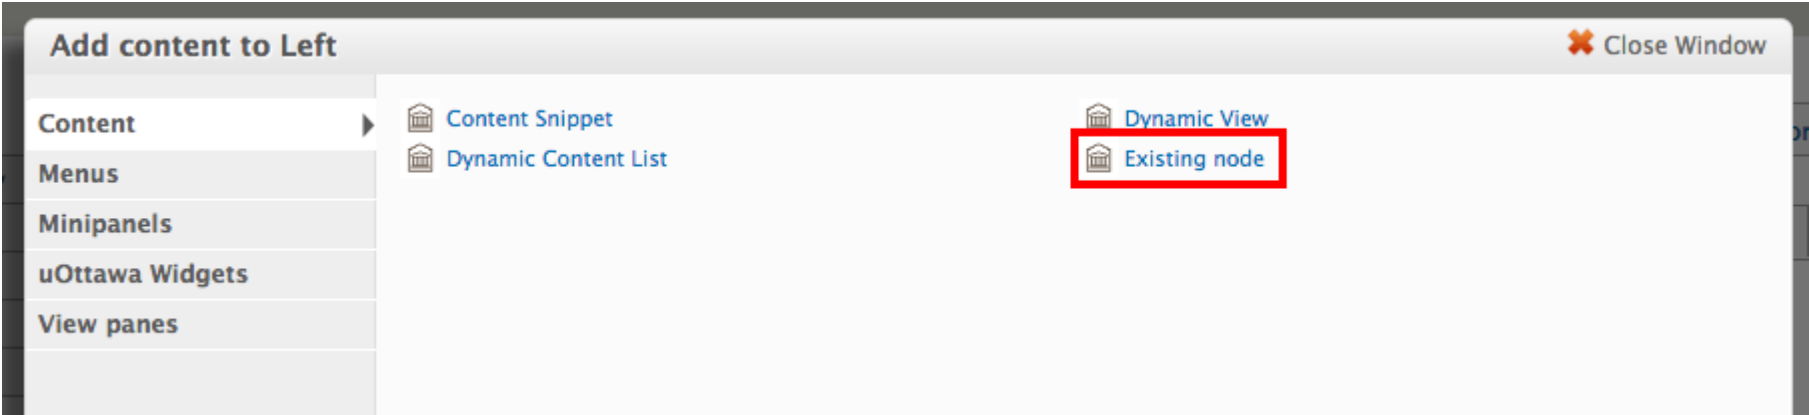 Add content to Left
Close Window
Content
Menus
Minipanels
uOttawa Widgets
View panes
Content Snippet
Dynamic Content List
Dynamic View
Existing node